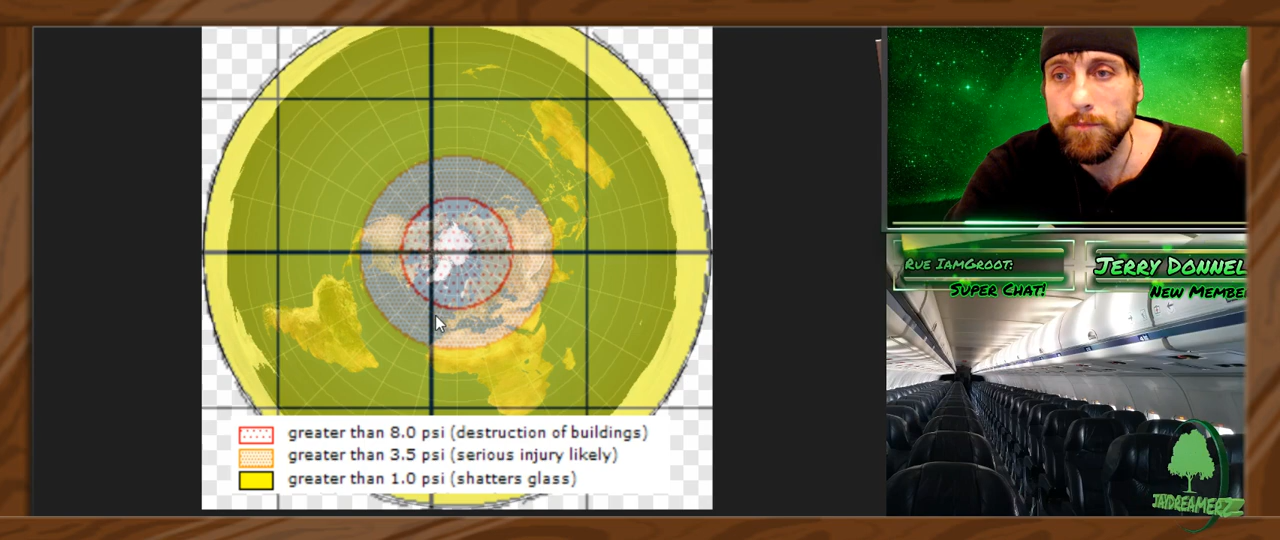 greater than 8.0 psi (destruction of buildings)
greater than 3.5 psi (serious injury likely)
greater than 1.0 psi (shatters glass)
Rue IamGroot:
Super Chat!
Jerry Donnel
New Membe
JAYDREAMERZ